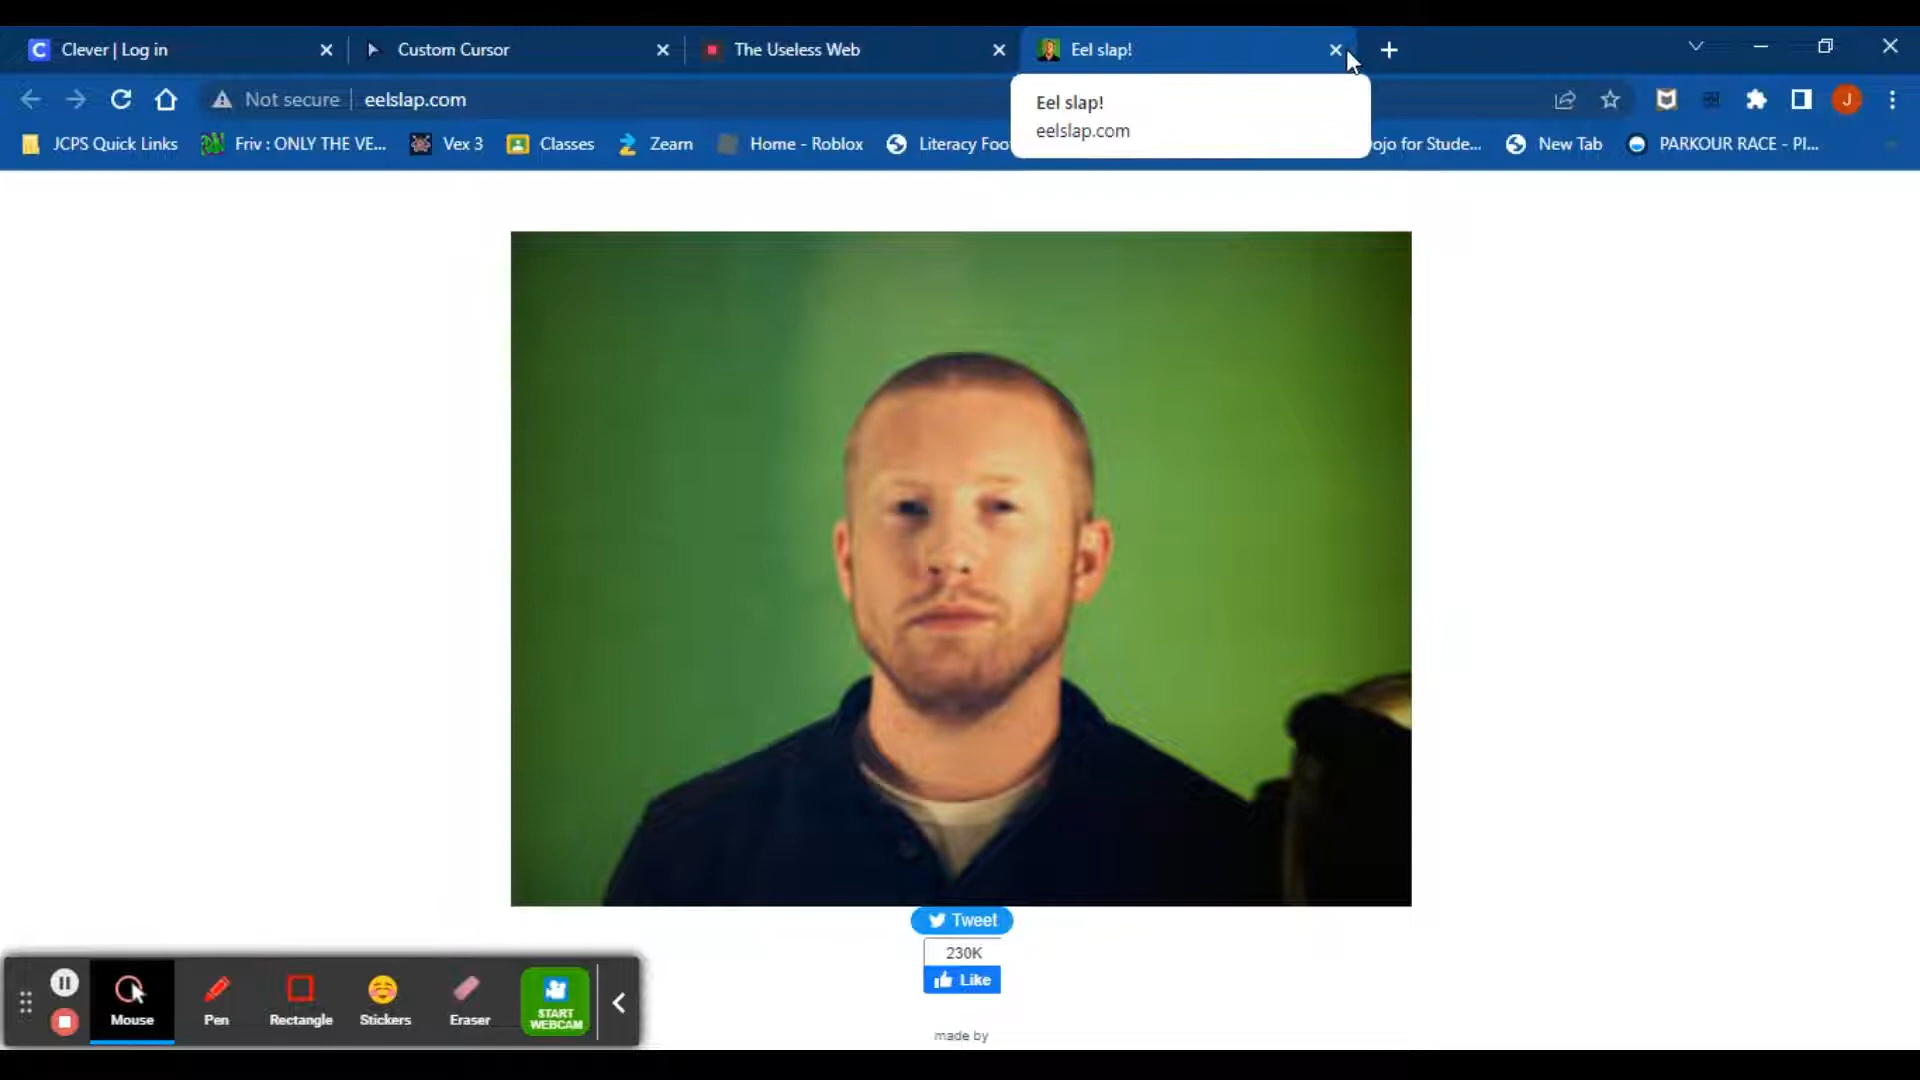 C Clever | Log in
Custom Cursor
The Useless Web
Eel slap!
Not secure
eelslap.com
Eel slap!
eelslap.com
J
JCPS Quick Links
Friv : ONLY THE VE...
Vex 3
Classes
Zearn
Home - Roblox
Literacy Foo
ojo for Stude...
New Tab
PARKOUR RACE - Pl...
Tweet
230K
Like
made by
Mouse
Pen
Rectangle
Stickers
Eraser
START
WEBCAM